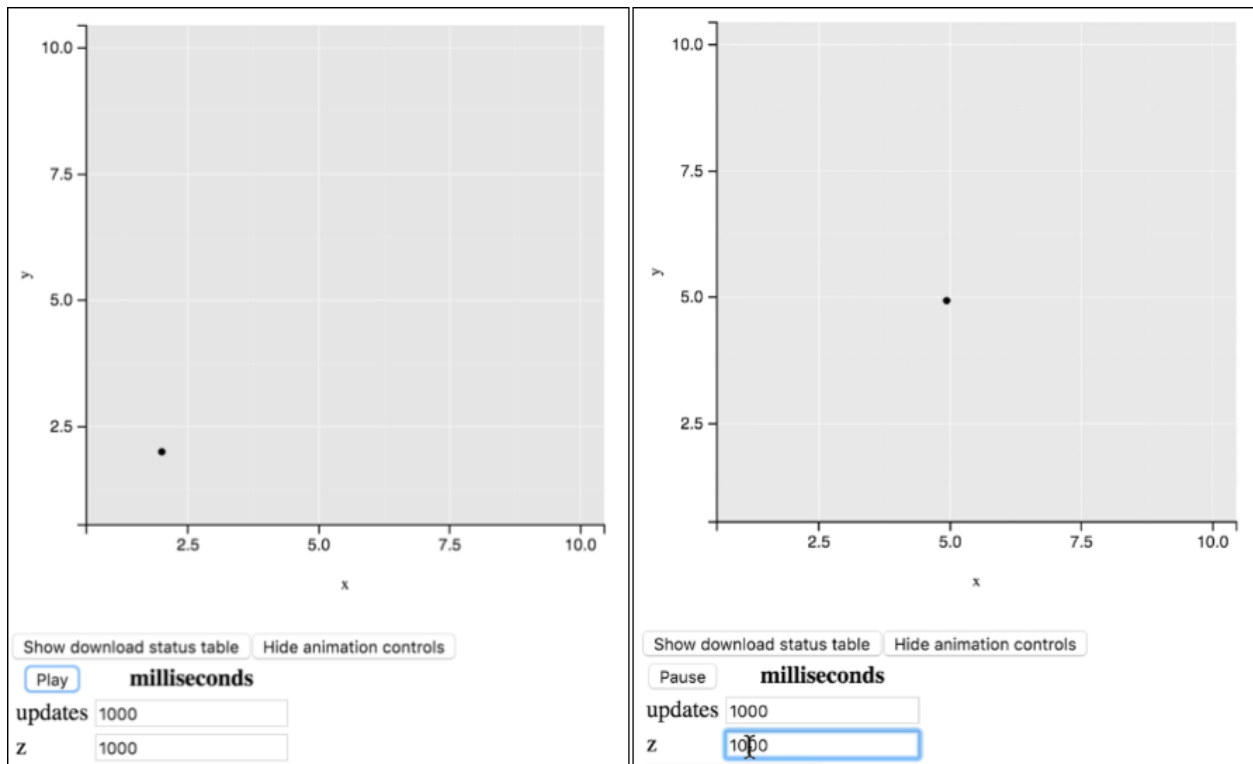 10.0
7.5
y
5.0
2.5
2.5 5.0 7.5 10.0
x
Show download status table Hide animation controls
Play milliseconds
updates 1000
z 1000
10.0
7.5
y
5.0
2.5
2.5 5.0 7.5 10.0
x
Show download status table Hide animation controls
Pause milliseconds
updates 1000
z 1000